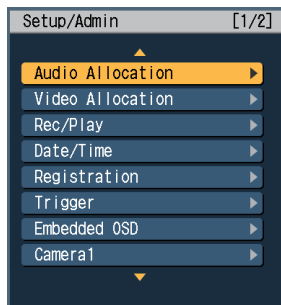 Setup/Admin [1/2]
Audio Allocation
Video Allocation
Rec/Play
Date/Time
Registration
Trigger
Embedded OSD
Camera1